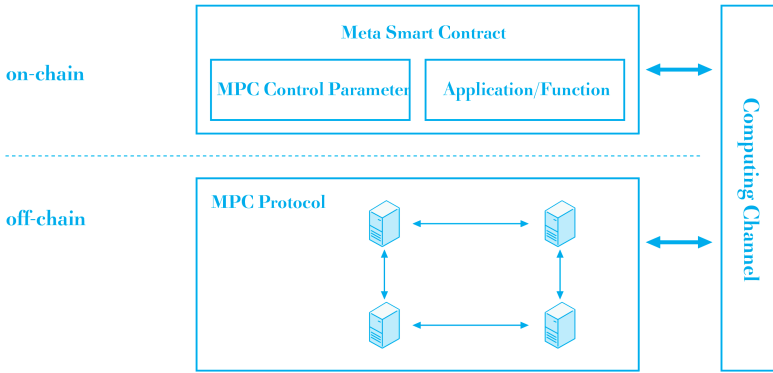 Meta Smart Contract
on-chain
MPC Control Parameter
Application/Function
Computing Channel
off-chain
MPC Protocol